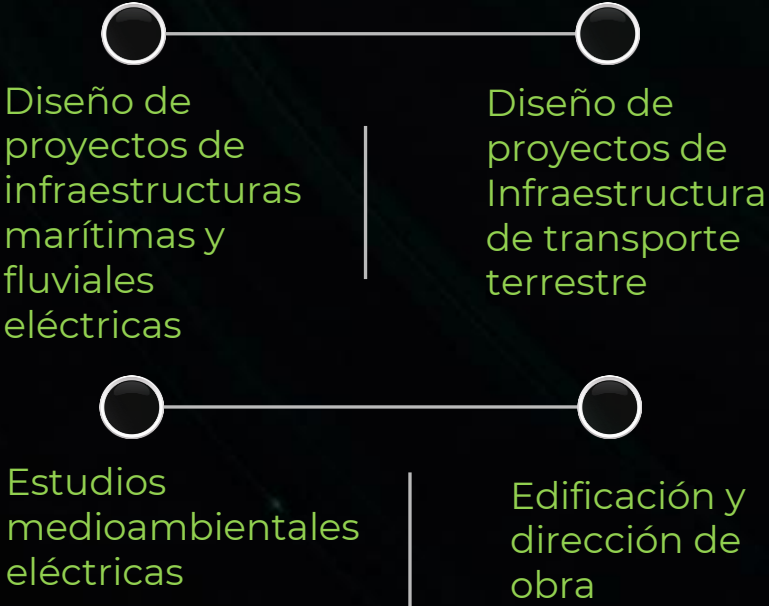 Diseño de
proyectos de
infraestructuras
marítimas y
fluviales
eléctricas
Diseño de
proyectos de
Infraestructura
de transporte
terrestre
Estudios
medioambientales
eléctricas
Edificación y
dirección de
obra